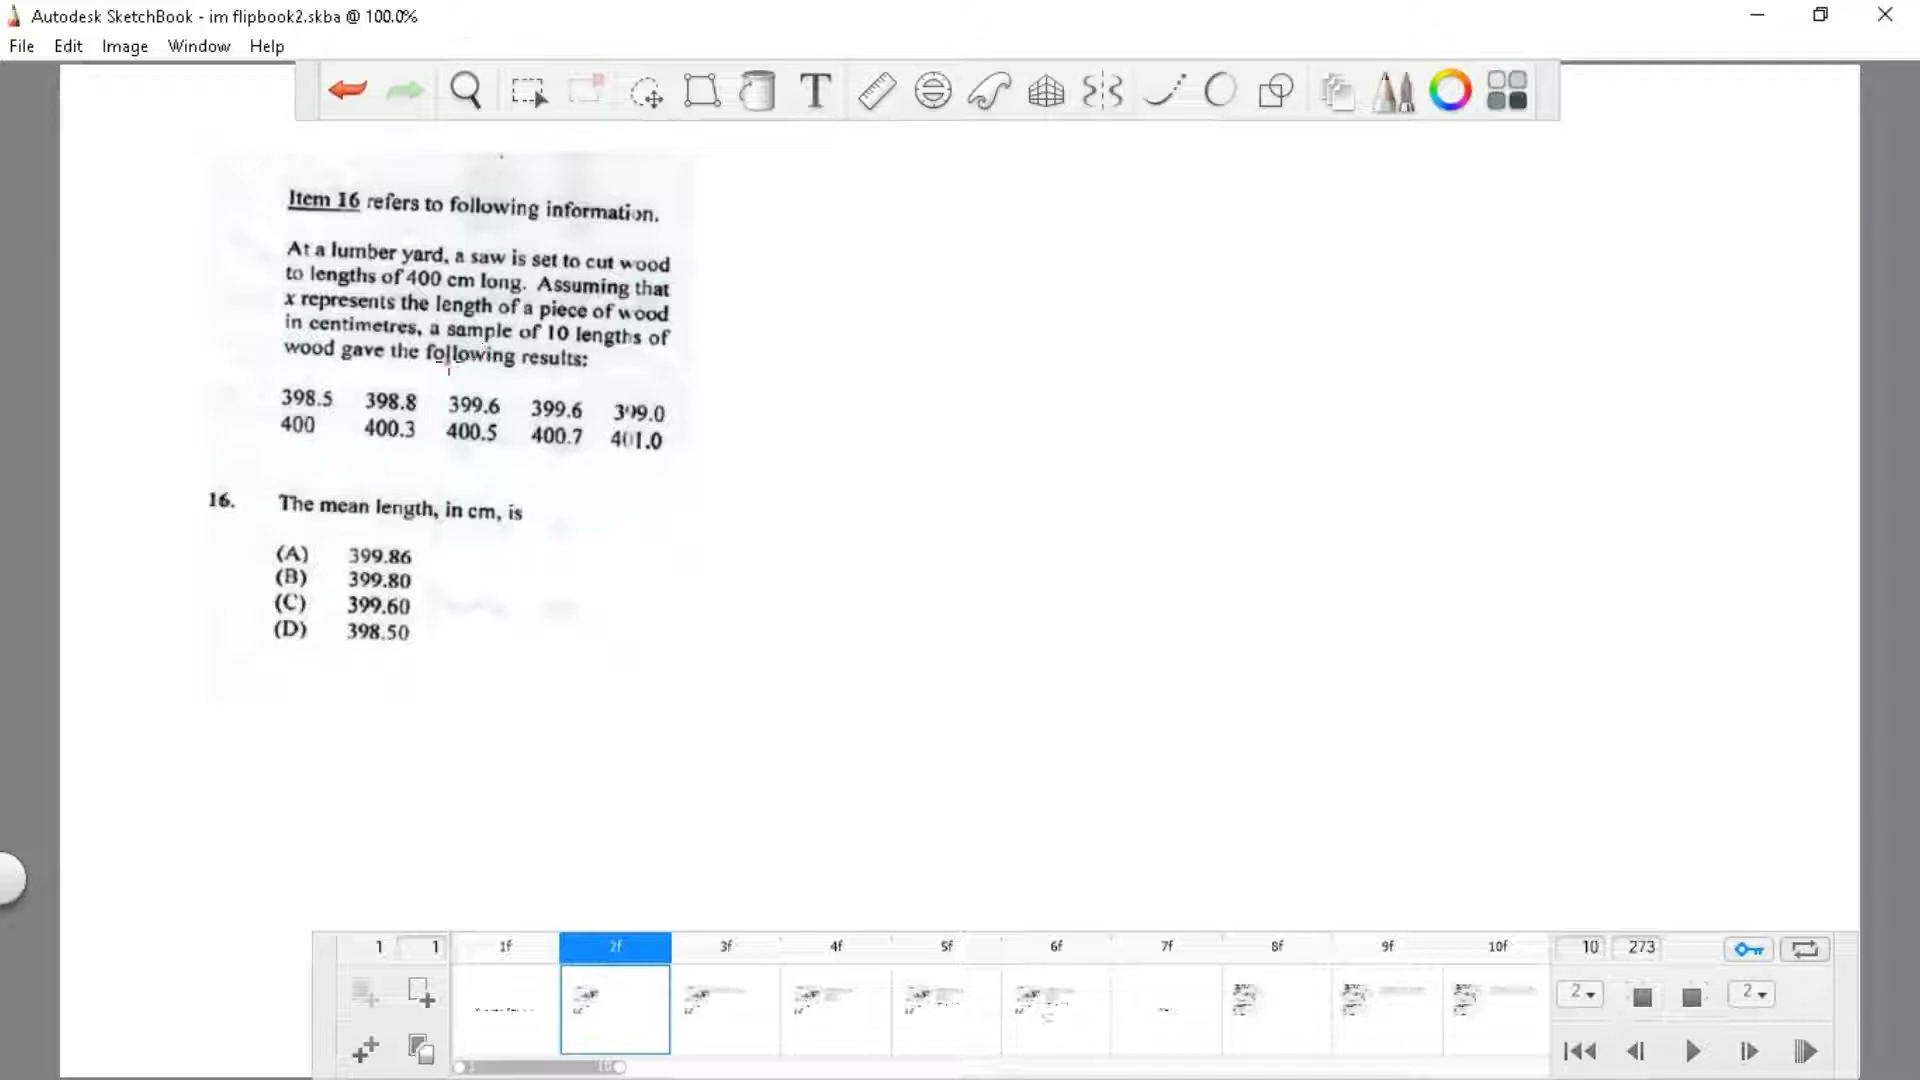 Autodesk SketchBook - im flipbook2.skba @ 100.0%
File Edit Image Window Help
T
Item 16 refers to following information.
At a lumber yard, a saw is set to cut wood
to lengths of 400 cm long. Assuming that
x represents the length of a piece of wood
in centimetres, a sample of 10 lengths of
wood gave the following results:
398.5 398.8 399.6 399.6 399.0
400 400.3 400.5 400.7 401.0
16. The mean length, in cm, is
(A) 399.86
(B) 399.80
(C) 399.60
(D) 398.50
1 1 1f 2f 3f 4f 5f 6f 7f 8f 9f 10f 10 273
2 2